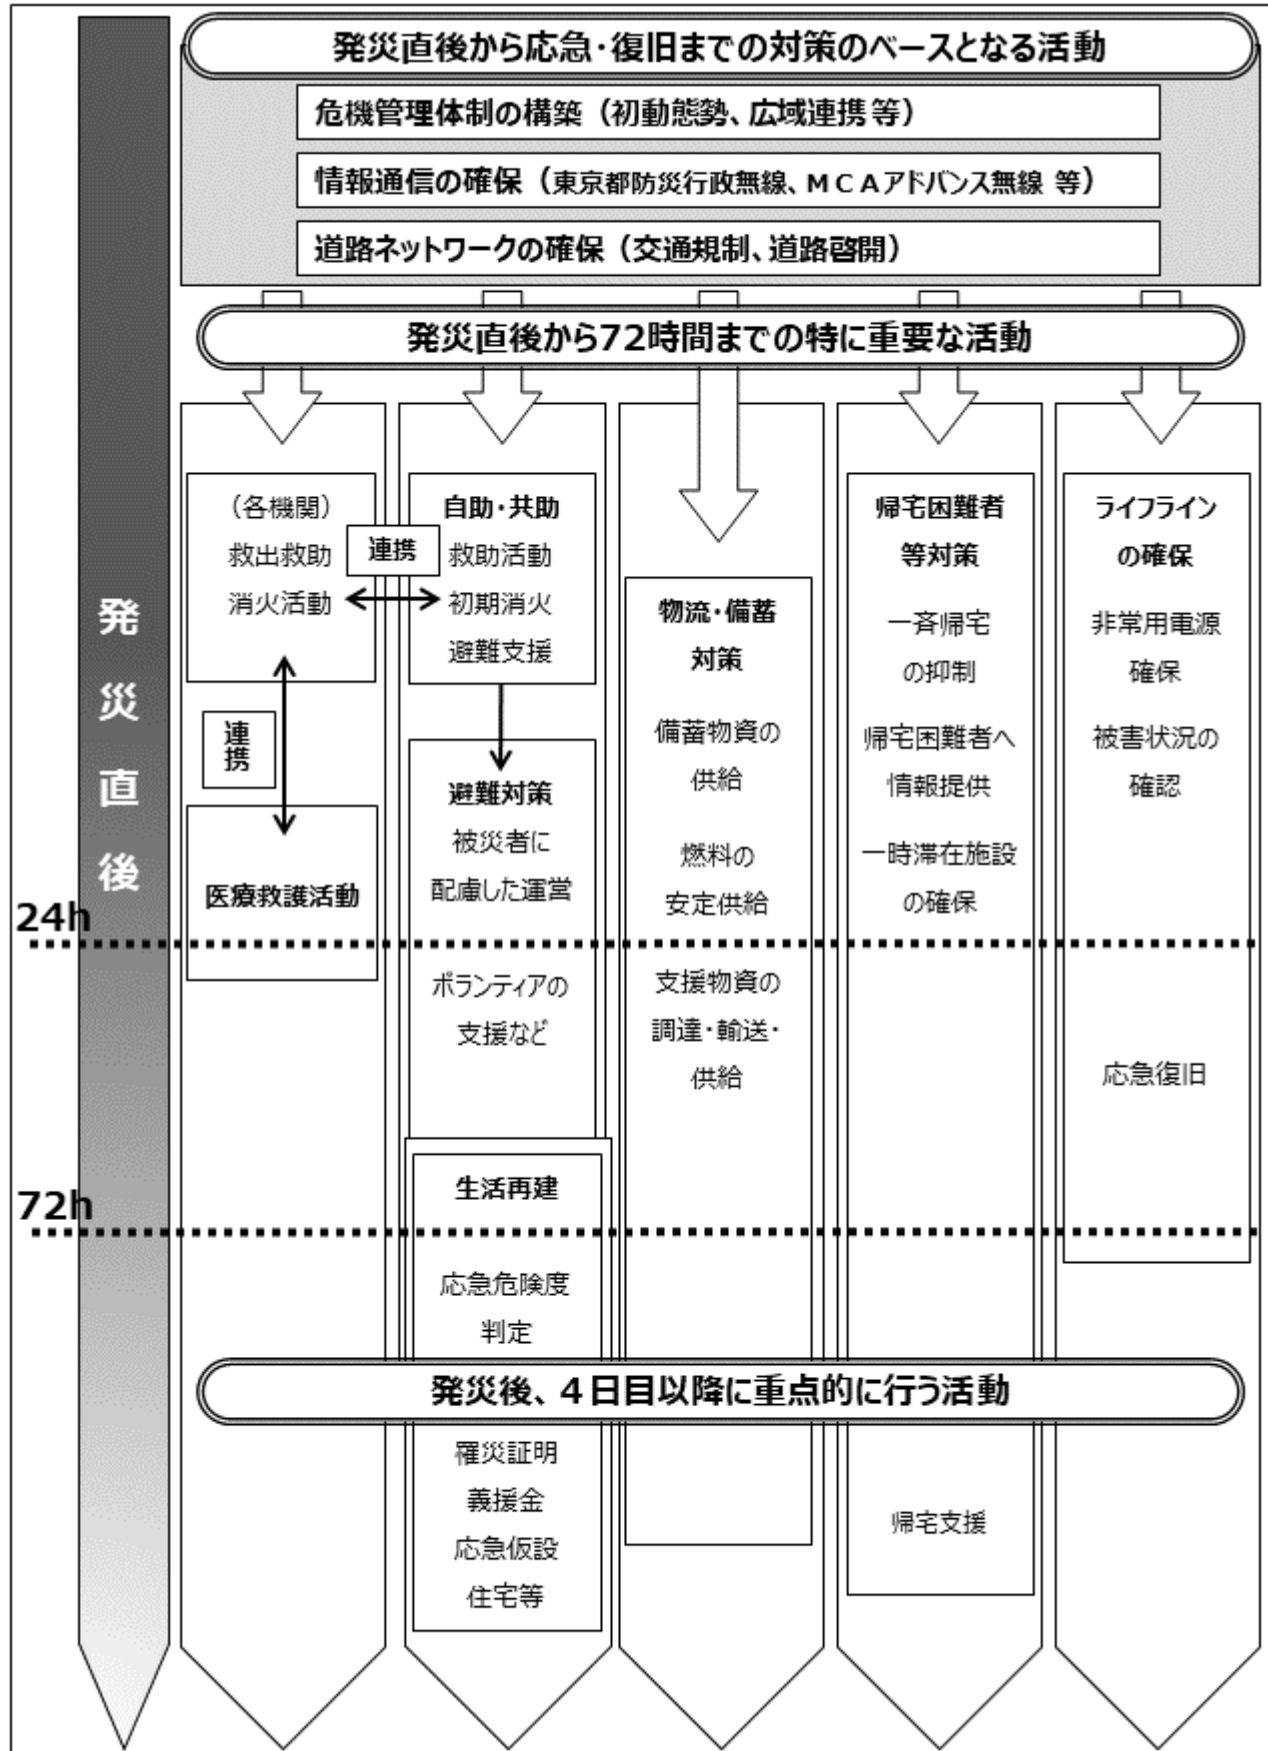 発災直後から応急・復旧までの対策のベースとなる活動
危機管理体制の構築（初動態勢、広域連携 等）
情報通信の確保（東京都防災行政無線、ＭＣＡアドバンス無線 等）
道路ネットワークの確保（交通規制、道路啓開）
発災直後から72時間までの特に重要な活動
発
災
直
後
24h
72h
（各機関）
救出救助
消火活動
連携
連
携
医療救護活動
自助・共助
救助活動
初期消火
避難支援
避難対策
被災者に
配慮した運営
ボランティアの
支援など
生活再建
応急危険度
判定
物流・備蓄
対策
備蓄物資の
供給
燃料の
安定供給
支援物資の
調達・輸送・
供給
帰宅困難者
等対策
一斉帰宅
の抑制
帰宅困難者へ
情報提供
一時滞在施設
の確保
ライフライン
の確保
非常用電源
確保
被害状況の
確認
応急復旧
発災後、４日目以降に重点的に行う活動
罹災証明
義援金
応急仮設
住宅等
帰宅支援